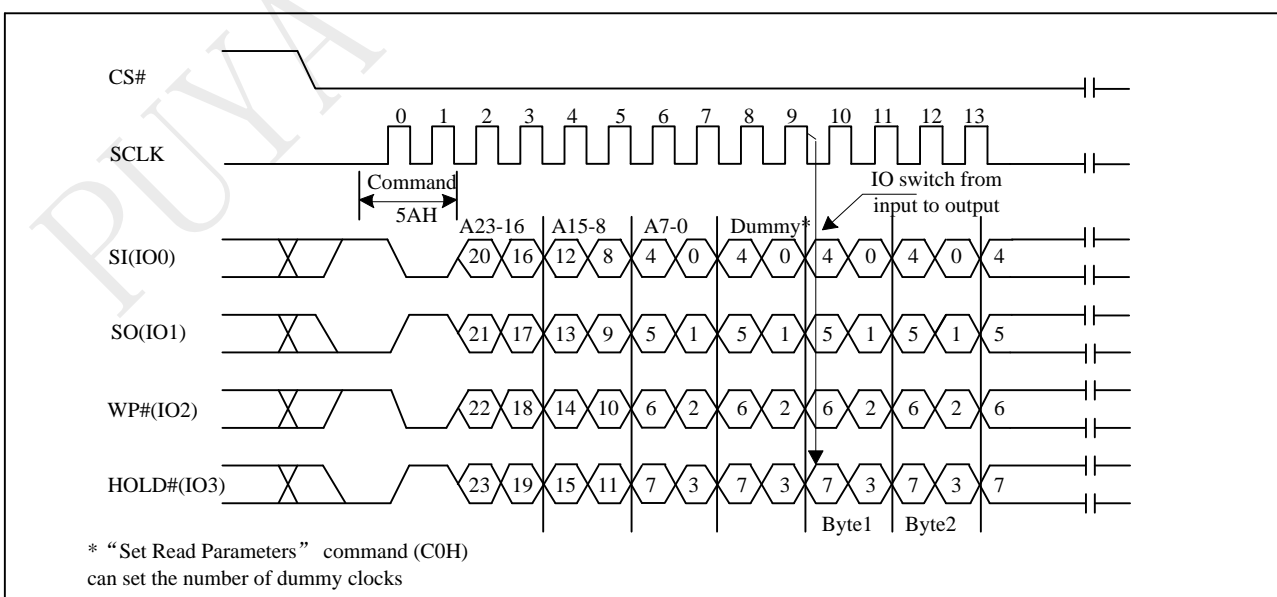 PUYA
CS#
0 1 2 3 4 5 6 7 8 9 10 11 12 13
SCLK
Command
5AH
IO switch from
input to output
A23-16 A15-8 A7-0 Dummy*
SI(IO0) 20 16 12 8 4 0 4 0 4 0 4 0 4
SO(IO1) 21 17 13 9 5 1 5 1 5 1 5 1 5
WP#(IO2) 22 18 14 10 6 2 6 2 6 2 6 2 6
HOLD#(IO3) 23 19 15 11 7 3 7 3 7 3 7 3 7
Byte1 Byte2
* “Set Read Parameters” command (C0H)
can set the number of dummy clocks